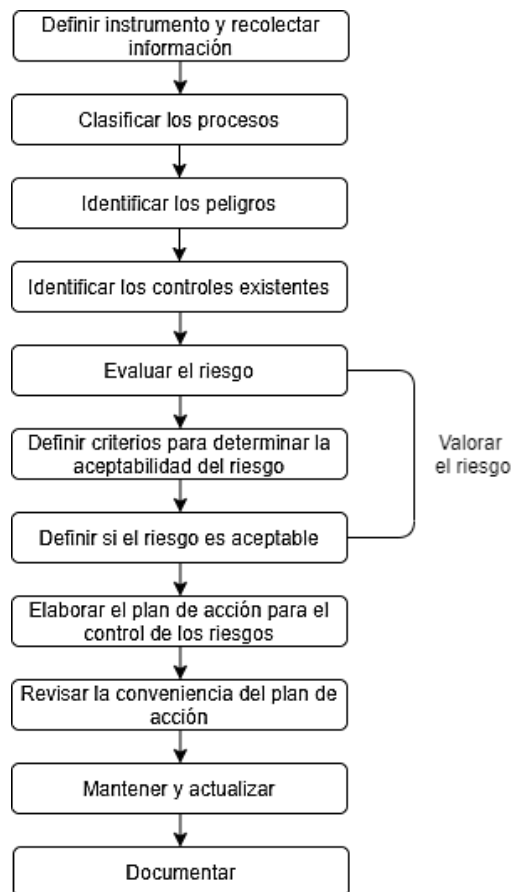 Definir instrumento y recolectar
información
Clasificar los procesos
Identificar los peligros
Identificar los controles existentes
Evaluar el riesgo
Definir criterios para determinar la
aceptabilidad del riesgo
Valorar
el riesgo
Definir si el riesgo es aceptable
Elaborar el plan de acción para el
control de los riesgos
Revisar la conveniencia del plan de
acción
Mantener y actualizar
Documentar